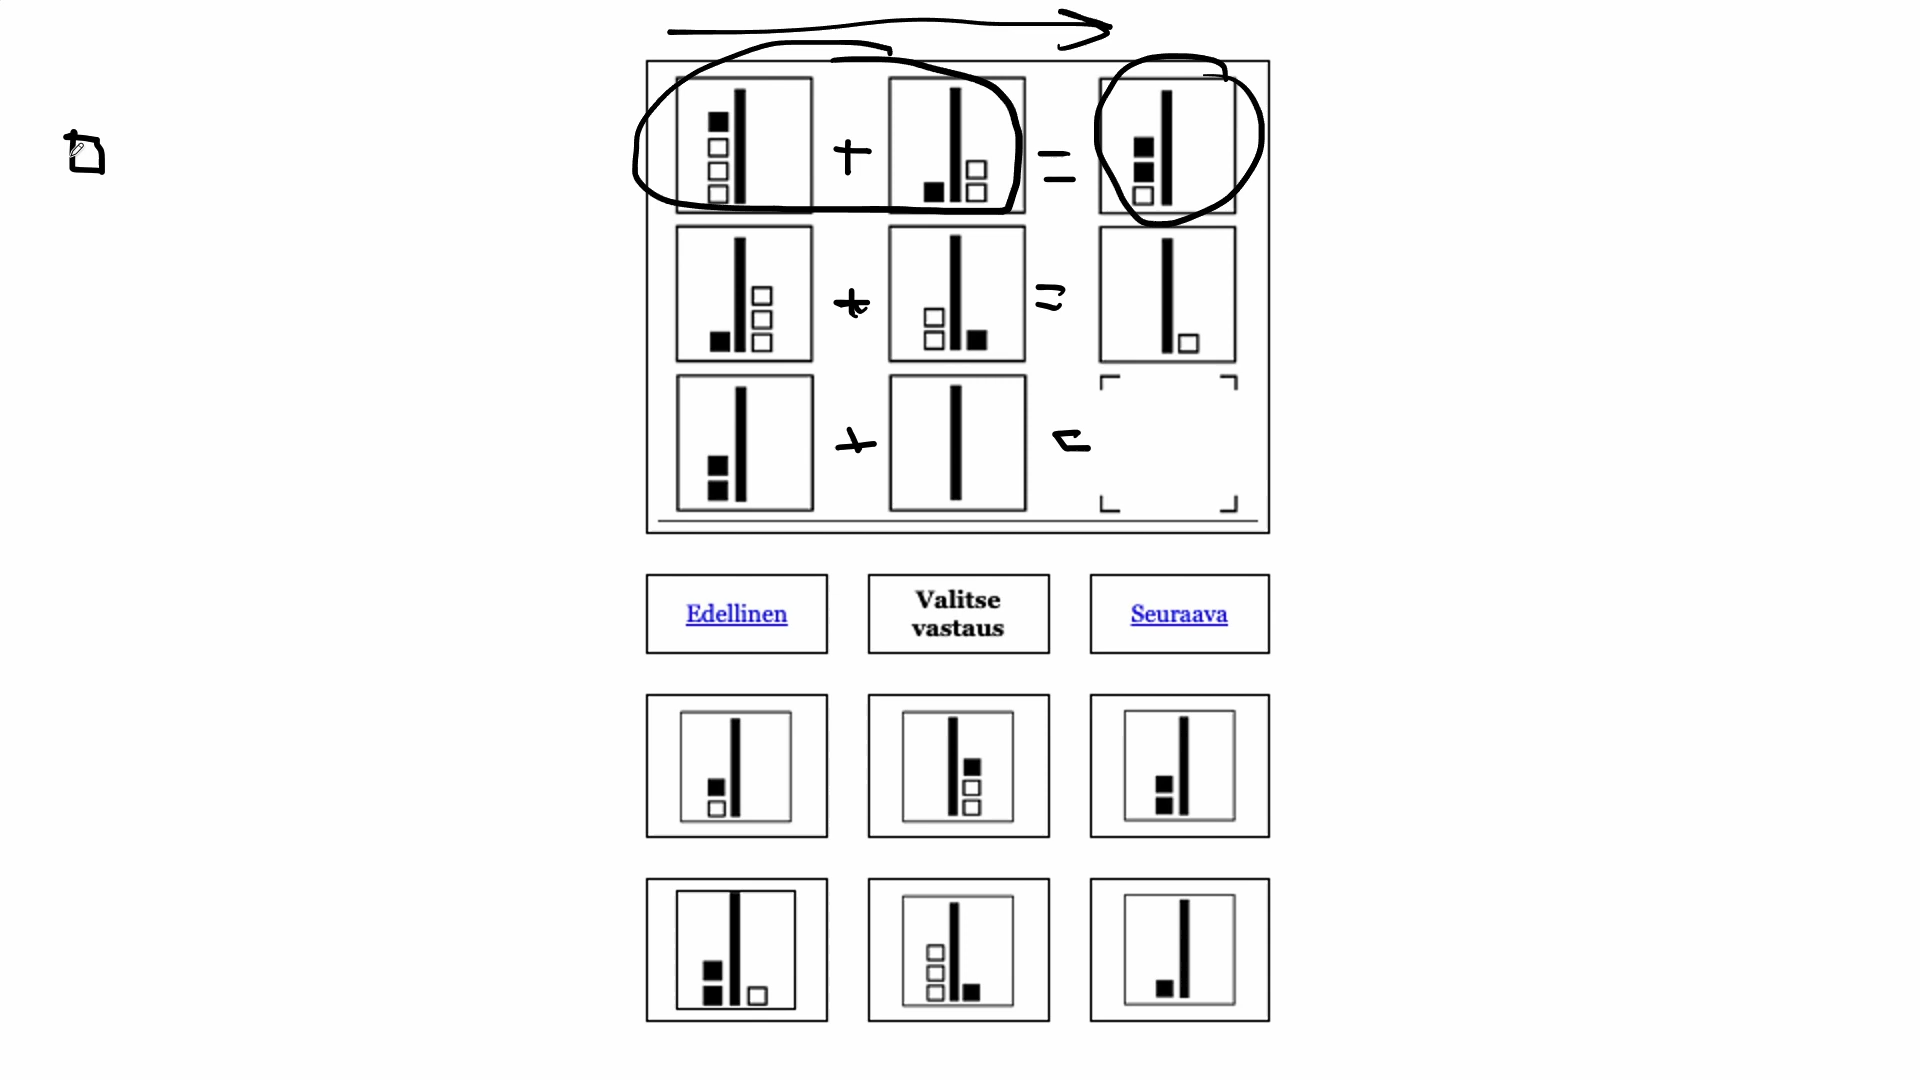 + =
+ =
+
Edellinen
Valitse
vastaus
Seuraava